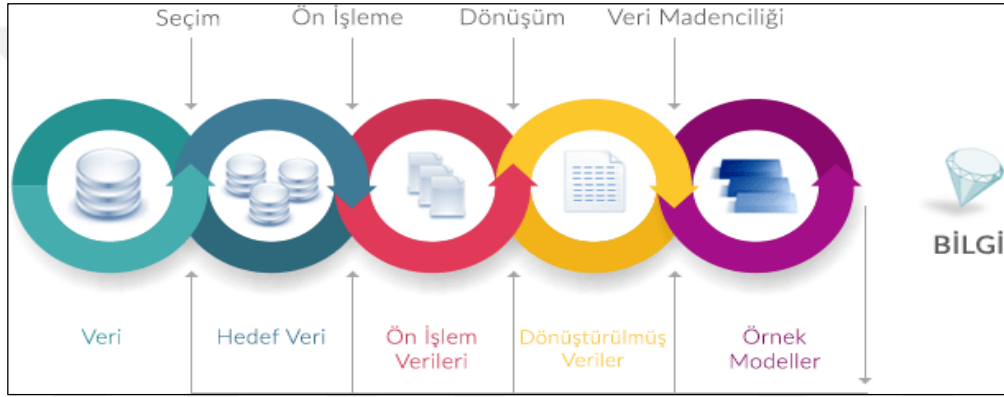 Seçim
Ön İşleme
Dönüşüm
Veri Madenciliği
BİLGİ
Veri
Hedef Veri
Ön İşlem
Verileri
Dönüştürülmüş
Veriler
Örnek
Modeller